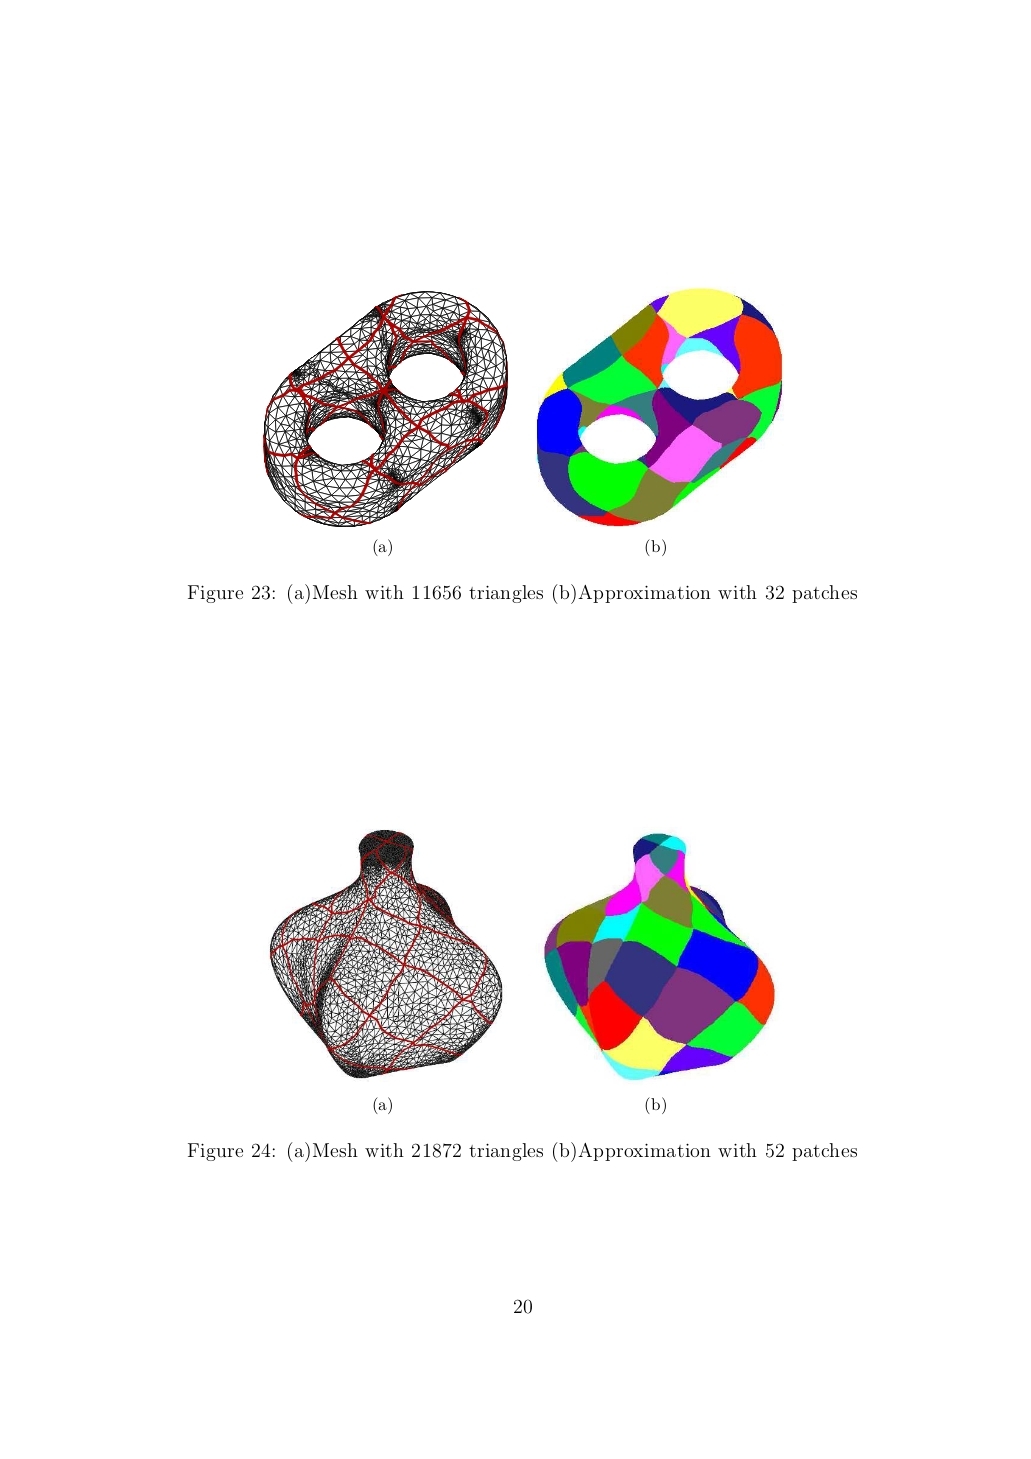 (a)
(b)
Figure 23: (a)Mesh with 11656 triangles (b)Approximation with 32 patches
(a)
(b)
Figure 24: (a)Mesh with 21872 triangles (b)Approximation with 52 patches
20